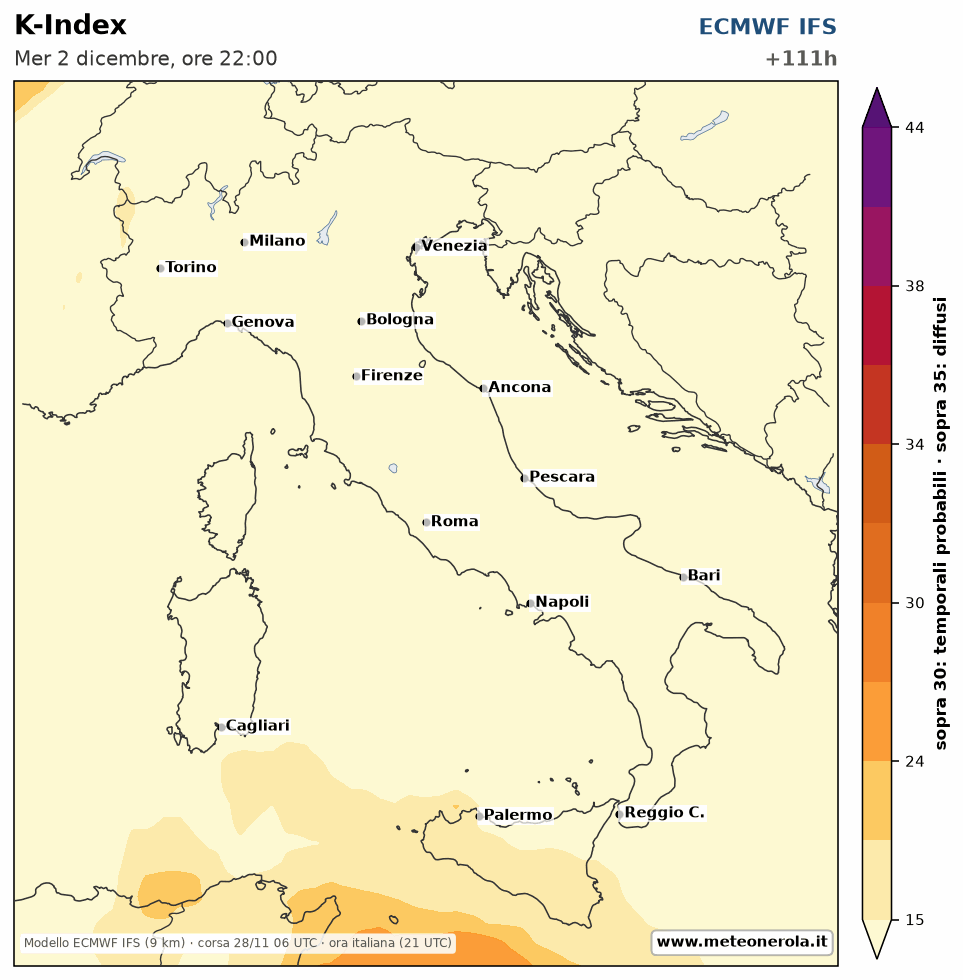 K-Index
ECMWF IFS
Mer 2 dicembre, ore 22:00
+111h
44
38
34
30
24
15
sopra 30: temporali probabili · sopra 35: diffusi
Milano
Venezia
Torino
Genova
Bologna
Firenze
Ancona
Pescara
Roma
Bari
Napoli
Cagliari
Palermo
Reggio C.
Modello ECMWF IFS (9 km) · corsa 28/11 06 UTC · ora italiana (21 UTC)
www.meteonerola.it